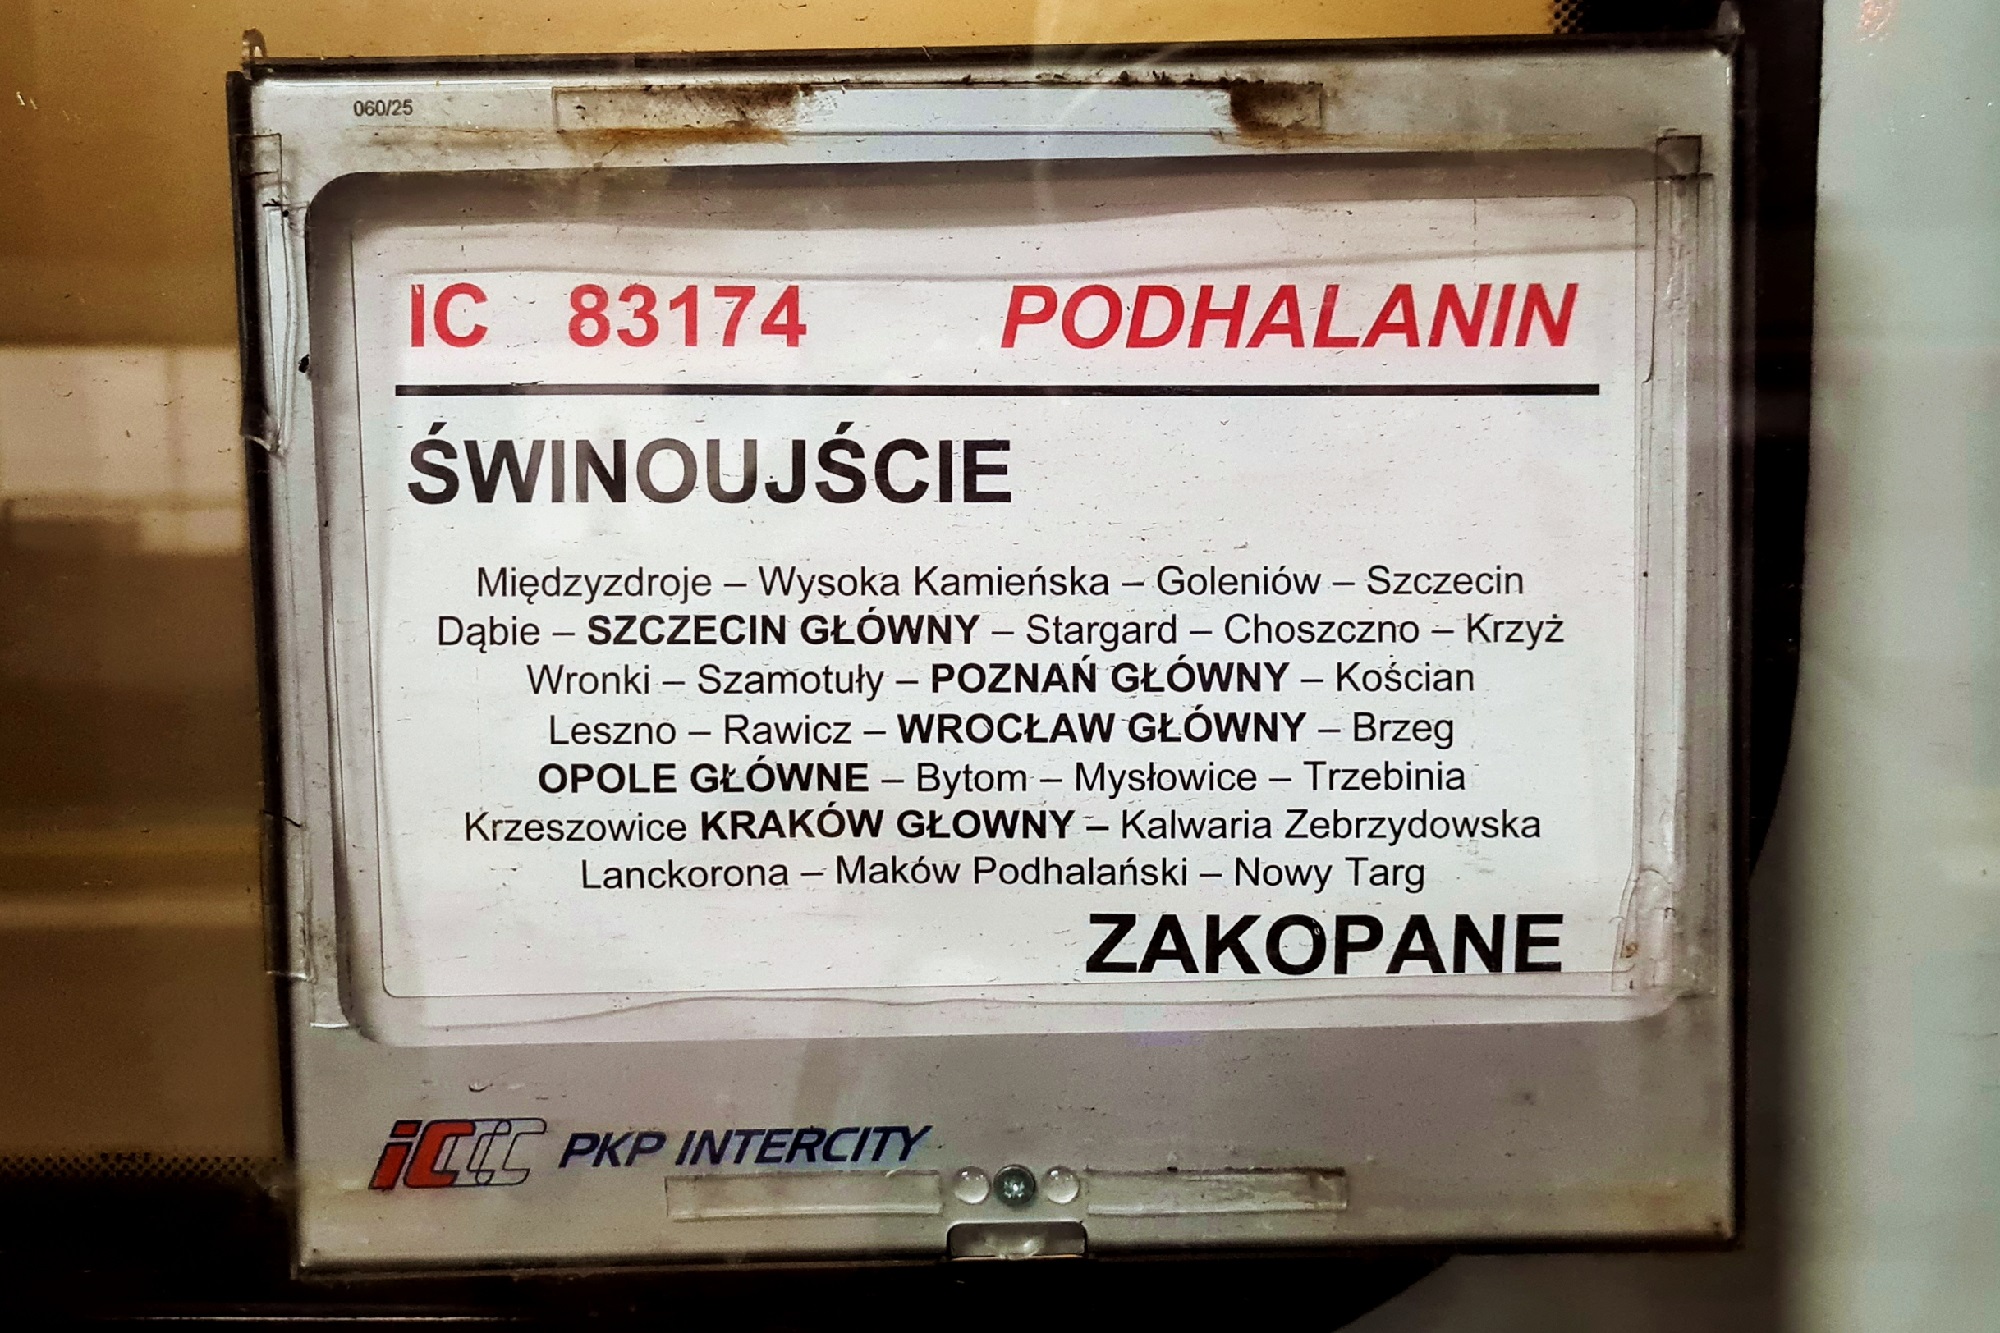 060/25
IC 83174 PODHALANIN
ŚWINOUJŚCIE
Międzyzdroje – Wysoka Kamieńska – Goleniów – Szczecin
Dąbie – SZCZECIN GŁÓWNY – Stargard – Choszczno – Krzyż
Wronki – Szamotuły – POZNAŃ GŁÓWNY – Kościan
Leszno – Rawicz – WROCŁAW GŁÓWNY – Brzeg
OPOLE GŁÓWNE – Bytom – Mysłowice – Trzebinia
Krzeszowice KRAKÓW GŁOWNY – Kalwaria Zebrzydowska
Lanckorona – Maków Podhalański – Nowy Targ
ZAKOPANE
iC PKP INTERCITY